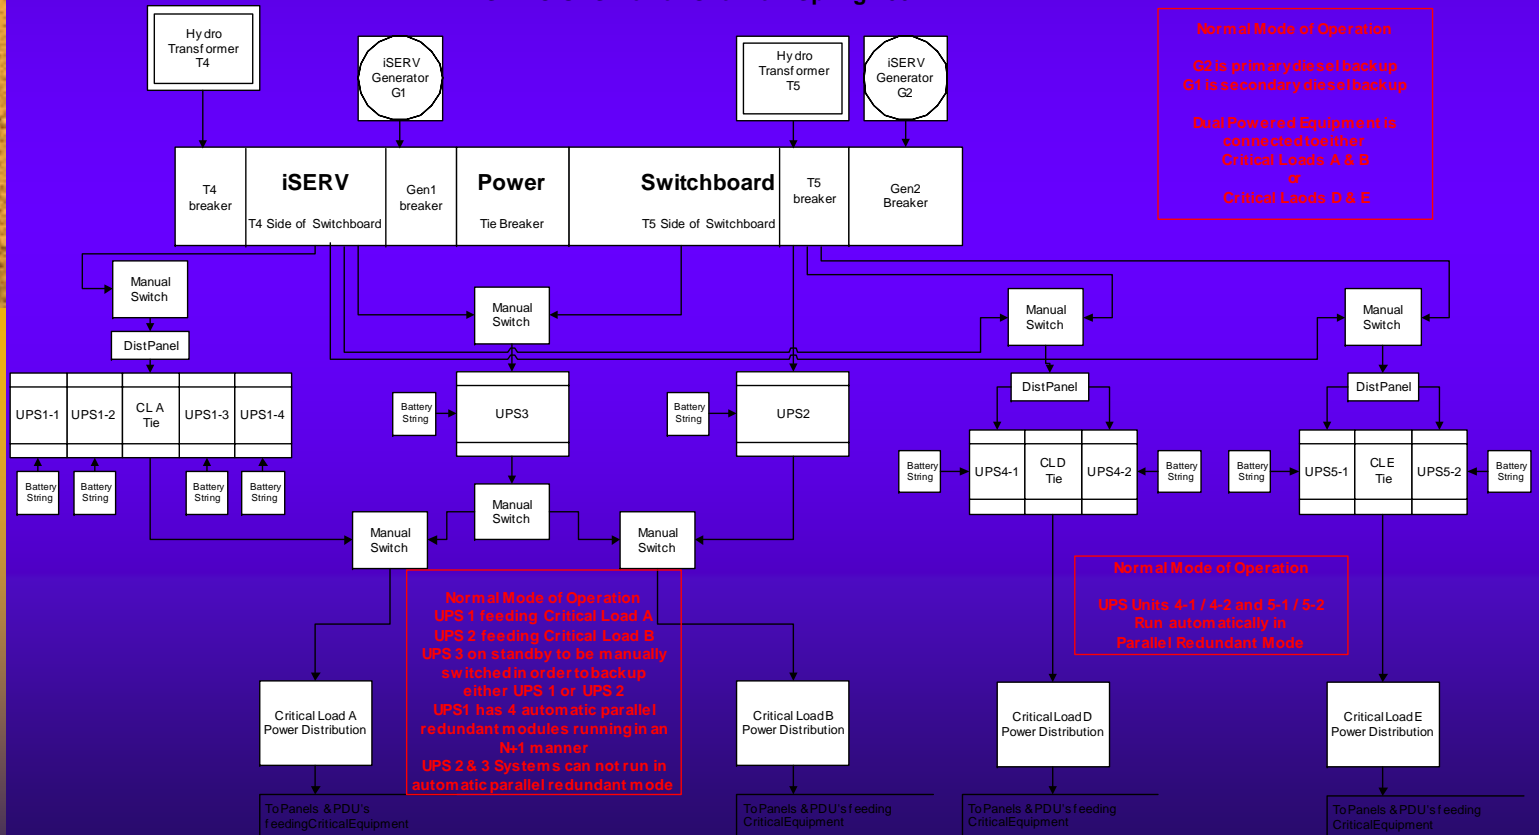 Hydro
Transformer
T4
iSERV
Generator
G1
Hydro
Transformer
T5
iSERV
Generator
G2
Normal Mode of Operation
G2 is primary diesel backup
G1 is secondary diesel backup
Dual Powered Equipment is
connected to either
Critical Loads A & B
or
Critical Laods D & E
T4
breaker
iSERV
T4 Side of Switchboard
Gen1
breaker
Power
Tie Breaker
Switchboard
T5 Side of Switchboard
T5
breaker
Gen2
Breaker
Manual
Switch
Manual
Switch
Manual
Switch
Manual
Switch
DistPanel
DistPanel
DistPanel
UPS1-1
UPS1-2
CL A
Tie
UPS1-3
UPS1-4
Battery
String
UPS3
Battery
String
UPS2
Battery
String
Battery
String
Battery
String
Battery
String
Battery
String
UPS4-1
CL D
Tie
UPS4-2
Battery
String
Battery
String
UPS5-1
CL E
Tie
UPS5-2
Battery
String
Manual
Switch
Manual
Switch
Manual
Switch
Normal Mode of Operation
UPS 1 feeding Critical Load A
UPS 2 feeding Critical Load B
UPS 3 on standby to be manually
switched in order to backup
either UPS 1 or UPS 2
UPS1 has 4 automatic parallel
redundant modules running in an
N+1 manner
UPS 2 & 3 Systems can not run in
automatic parallel redundant mode
Normal Mode of Operation
UPS Units 4-1 / 4-2 and 5-1 / 5-2
Run automatically in
Parallel Redundant Mode
Critical Load A
Power Distribution
Critical Load B
Power Distribution
Critical Load D
Power Distribution
Critical Load E
Power Distribution
To Panels & PDU's
feeding Critical Equipment
To Panels & PDU's feeding
Critical Equipment
To Panels & PDU's feeding
Critical Equipment
To Panels & PDU's feeding
Critical Equipment